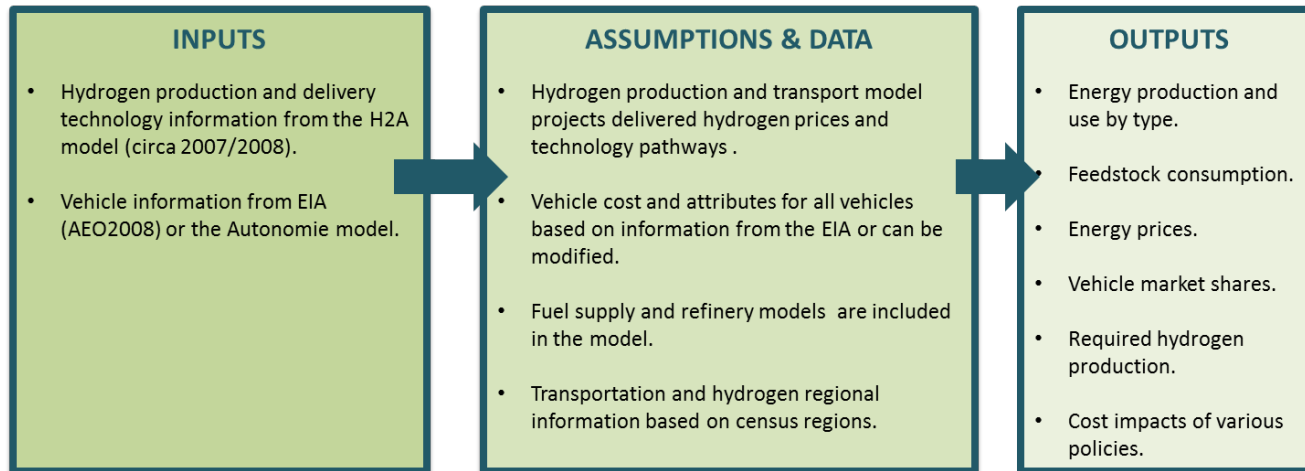 INPUTS
• Hydrogen production and delivery
technology information from the H2A
model (circa 2007/2008).
• Vehicle information from EIA
(AEO2008) or the Autonomie model.
ASSUMPTIONS & DATA
• Hydrogen production and transport model
projects delivered hydrogen prices and
technology pathways .
• Vehicle cost and attributes for all vehicles
based on information from the EIA or can be
modified.
• Fuel supply and refinery models are included
in the model.
• Transportation and hydrogen regional
information based on census regions.
OUTPUTS
• Energy production and
use by type.
• Feedstock consumption.
• Energy prices.
• Vehicle market shares.
• Required hydrogen
production.
• Cost impacts of various
policies.